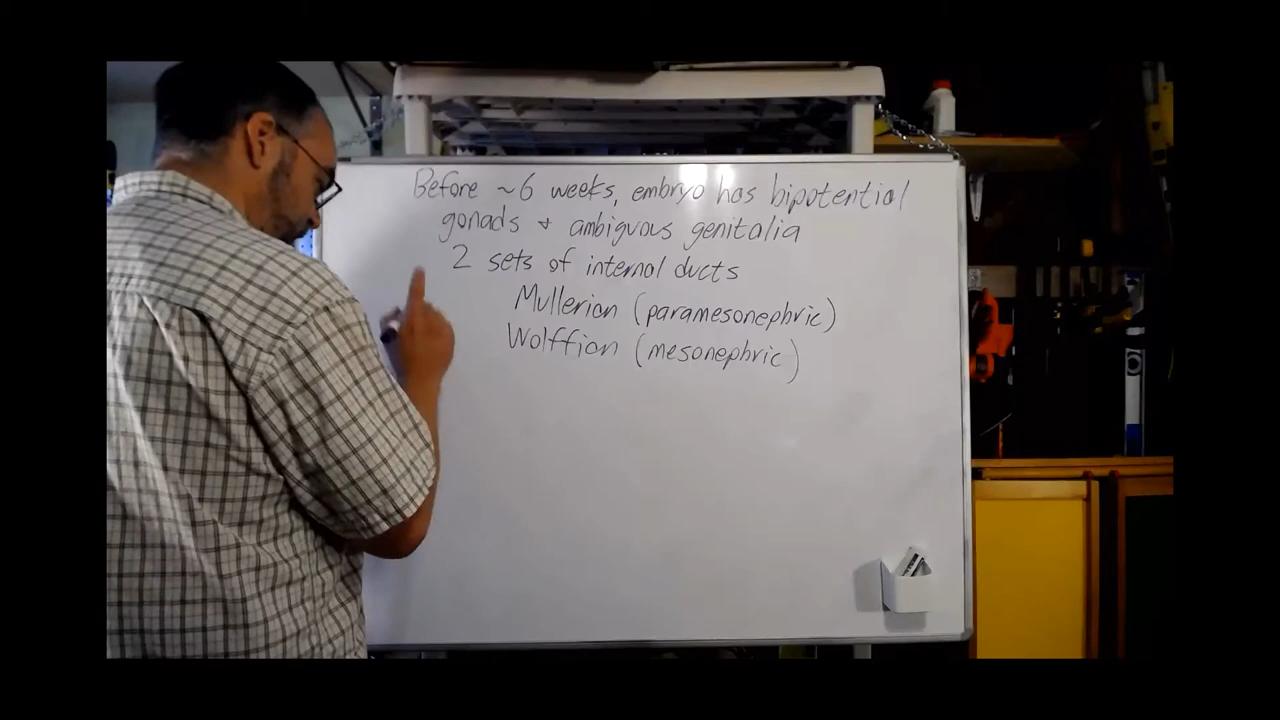 Before ~6 weeks, embryo has bipotential
gonads + ambiguous genitalia
2 sets of internal ducts
Mullerian (paramesonephric)
Wolffian (mesonephric)